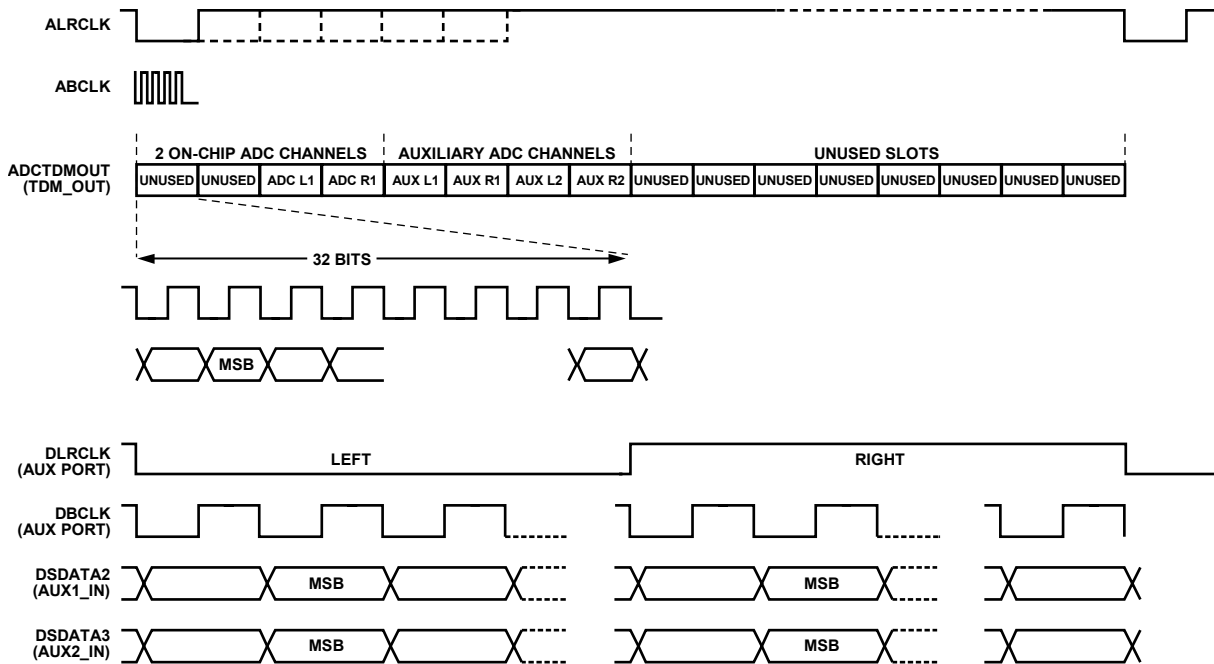 ALRCLK
ABCLK
2 ON-CHIP ADC CHANNELS AUXILIARY ADC CHANNELS UNUSED SLOTS
ADCTDMOUT
(TDM_OUT)
UNUSED UNUSED ADC L1 ADC R1 AUX L1 AUX R1 AUX L2 AUX R2 UNUSED UNUSED UNUSED UNUSED UNUSED UNUSED UNUSED UNUSED
32 BITS
MSB
DLRCLK
(AUX PORT)
LEFT RIGHT
DBCLK
(AUX PORT)
DSDATA2
(AUX1_IN)
MSB MSB
DSDATA3
(AUX2_IN)
MSB MSB